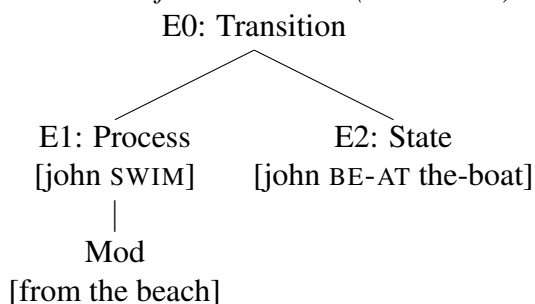 E0: Transition
E1: Process
E2: State
[john SWIM]
[john BE-AT the-boat]
Mod
[from the beach]